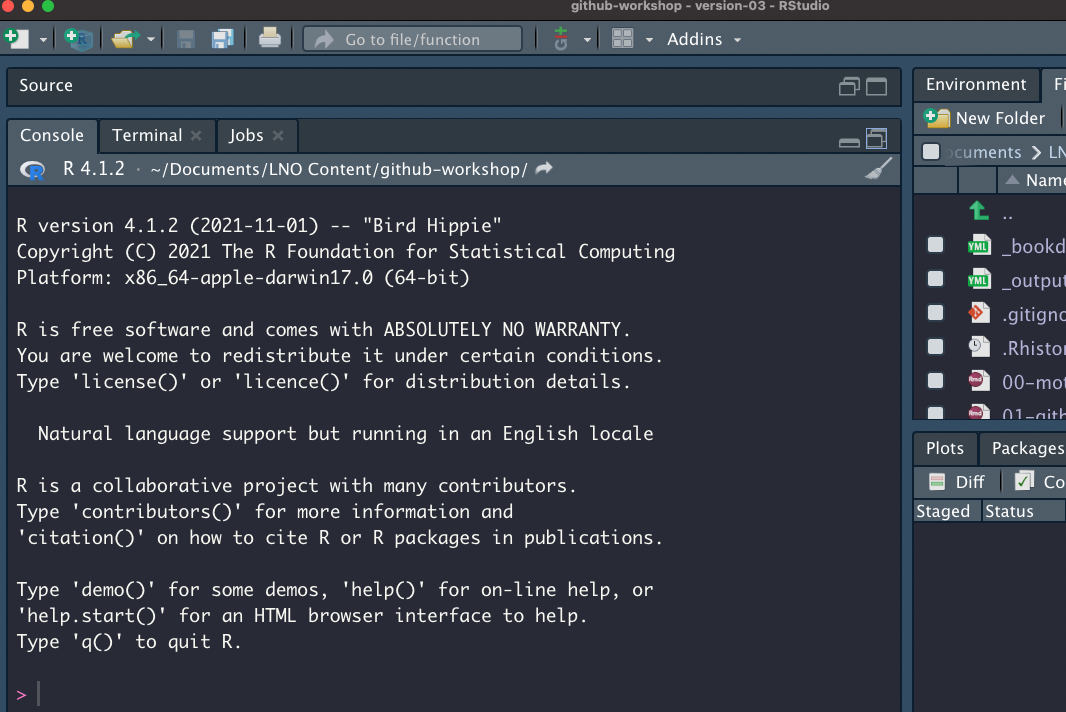 github-workshop - version-03 - RStudio
Go to file/function
Addins
Source
Environment
New Folder
Console
Terminal
Jobs
R 4.1.2 · ~/Documents/LNO Content/github-workshop/
R version 4.1.2 (2021-11-01) -- "Bird Hippie"
Copyright (C) 2021 The R Foundation for Statistical Computing
Platform: x86_64-apple-darwin17.0 (64-bit)
R is free software and comes with ABSOLUTELY NO WARRANTY.
You are welcome to redistribute it under certain conditions.
Type 'license()' or 'licence()' for distribution details.
Natural language support but running in an English locale
R is a collaborative project with many contributors.
Type 'contributors()' for more information and
'citation()' on how to cite R or R packages in publications.
Type 'demo()' for some demos, 'help()' for on-line help, or
'help.start()' for an HTML browser interface to help.
Type 'q()' to quit R.
>
cuments > LN
Name
..
YML _bookd
YML _output
.gitigno
.Rhistor
Rmd 00-mot
Rmd 01-gith
Plots
Packages
Diff
Co
Staged
Status